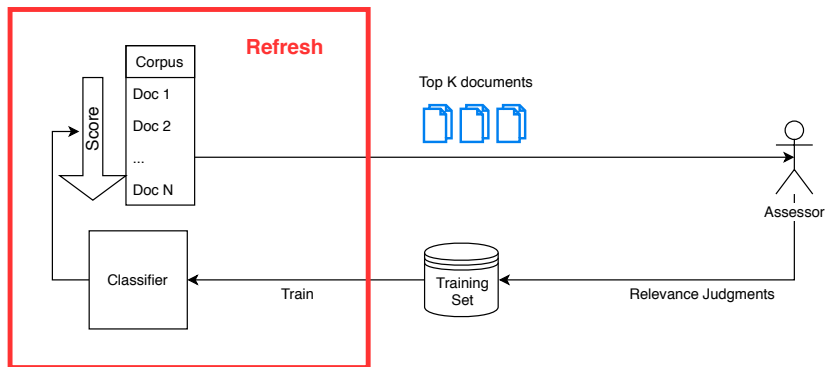 Refresh
Corpus
Score
Doc 1
Doc 2
...
Doc N
Top K documents
Assessor
Classifier
Train
Training
Set
Relevance Judgments